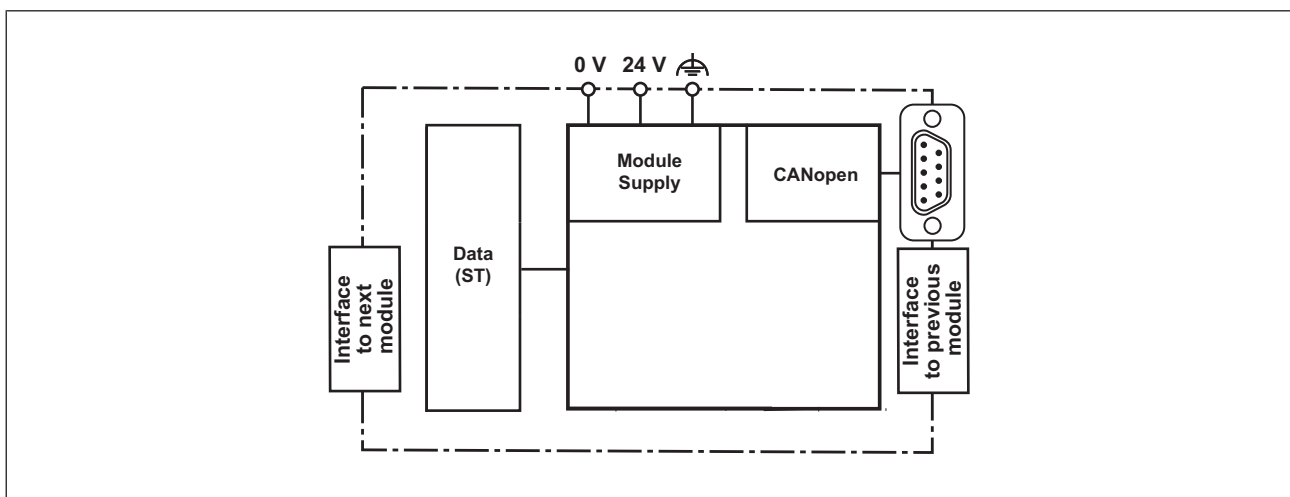 0 V 24 V
Module
Supply
CANopen
Data
(ST)
Interface
to next
module
Interface
to previous
module